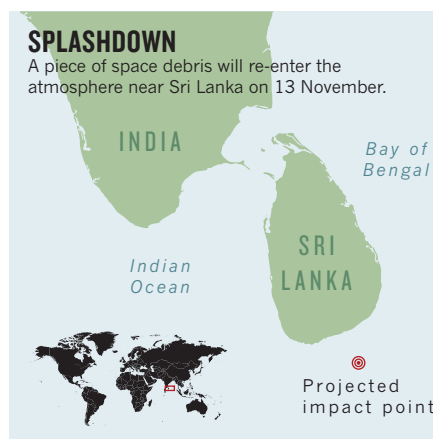 SPLASHDOWN
A piece of space debris will re-enter the
atmosphere near Sri Lanka on 13 November.
INDIA
Bay of
Bengal
SRI
LANKA
Indian
Ocean
Projected
impact point